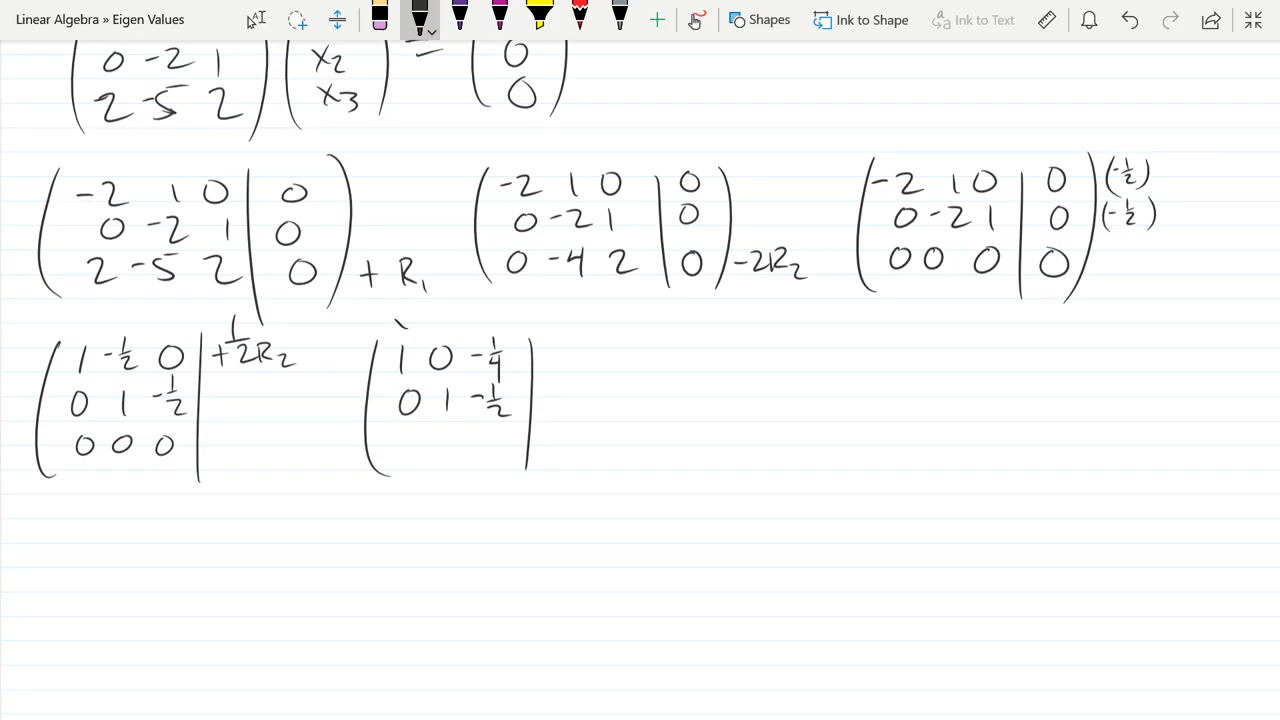 Linear Algebra » Eigen Values
Shapes
Ink to Shape
Ink to Text
0 -2 1 x2 = 0
2 -5 2 x3 0
-2 1 0 | 0
0 -2 1 | 0
2 -5 2 | 0 + R1
-2 1 0 | 0
0 -2 1 | 0
0 -4 2 | 0 -2R2
-2 1 0 | 0 (-1/2)
0 -2 1 | 0 (-1/2)
0 0 0 | 0
1 -1/2 0 | +1/2R2
0 1 -1/2 |
0 0 0 |
1 0 -1/4 |
0 1 -1/2 |